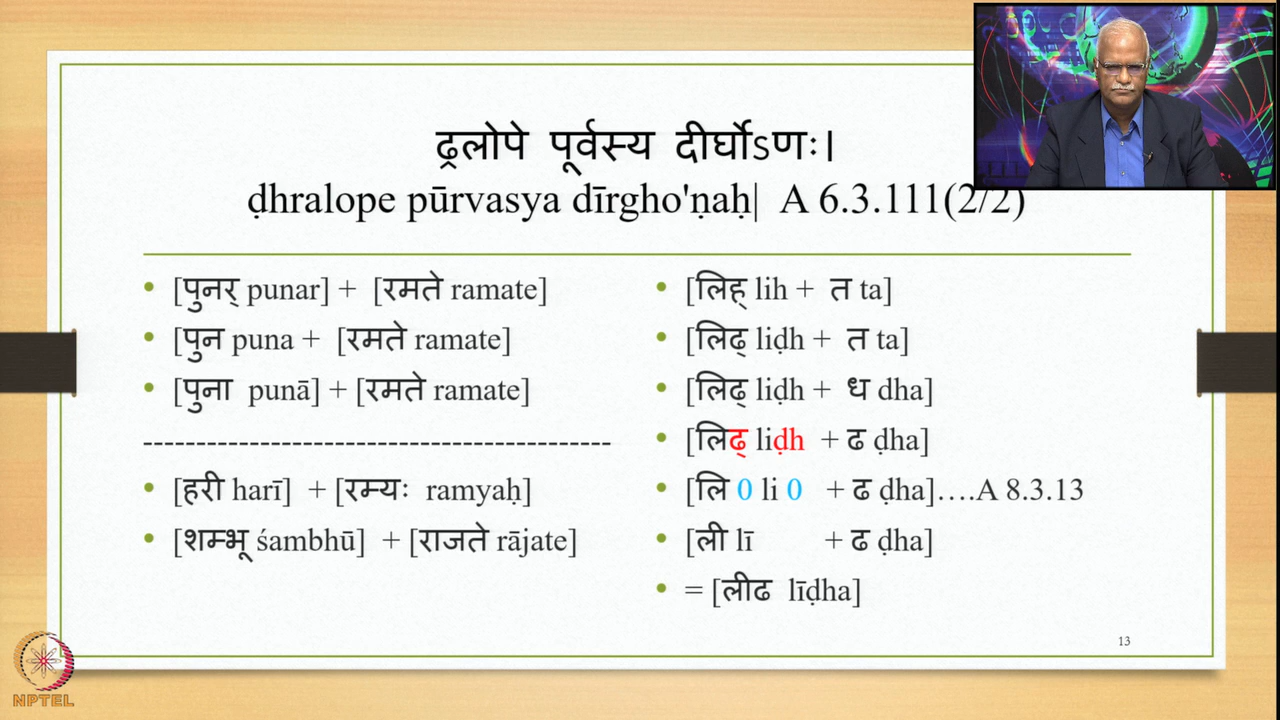 ढ्रलोपे पूर्वस्य दीर्घोऽणः।
ḍhralope pūrvasya dīrgho'ṇaḥ| A 6.3.111(2/2)
• [पुनर् punar] + [रमते ramate]
• [पुन puna + [रमते ramate]
• [पुना punā] + [रमते ramate]
------------------------------------------
• [हरी harī] + [रम्यः ramyaḥ]
• [शम्भू śambhū] + [राजते rājate]
• [लिह् lih + त ta]
• [लिढ् liḍh + त ta]
• [लिढ् liḍh + ध dha]
• [लिढ् liḍh + ढ ḍha]
• [लि 0 li 0 + ढ ḍha]....A 8.3.13
• [ली lī + ढ ḍha]
• = [लीढ līḍha]
13
NPTEL